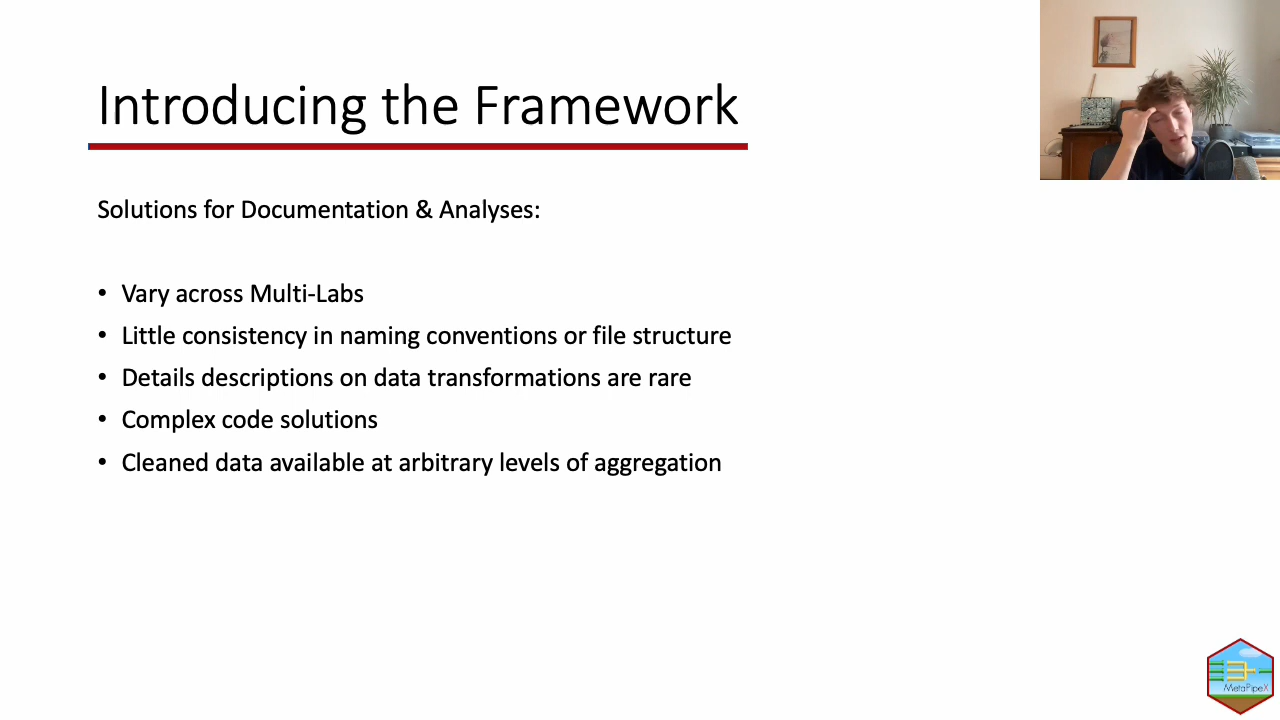 Introducing the Framework
Solutions for Documentation & Analyses:
• Vary across Multi-Labs
• Little consistency in naming conventions or file structure
• Details descriptions on data transformations are rare
• Complex code solutions
• Cleaned data available at arbitrary levels of aggregation
MetaPipeX